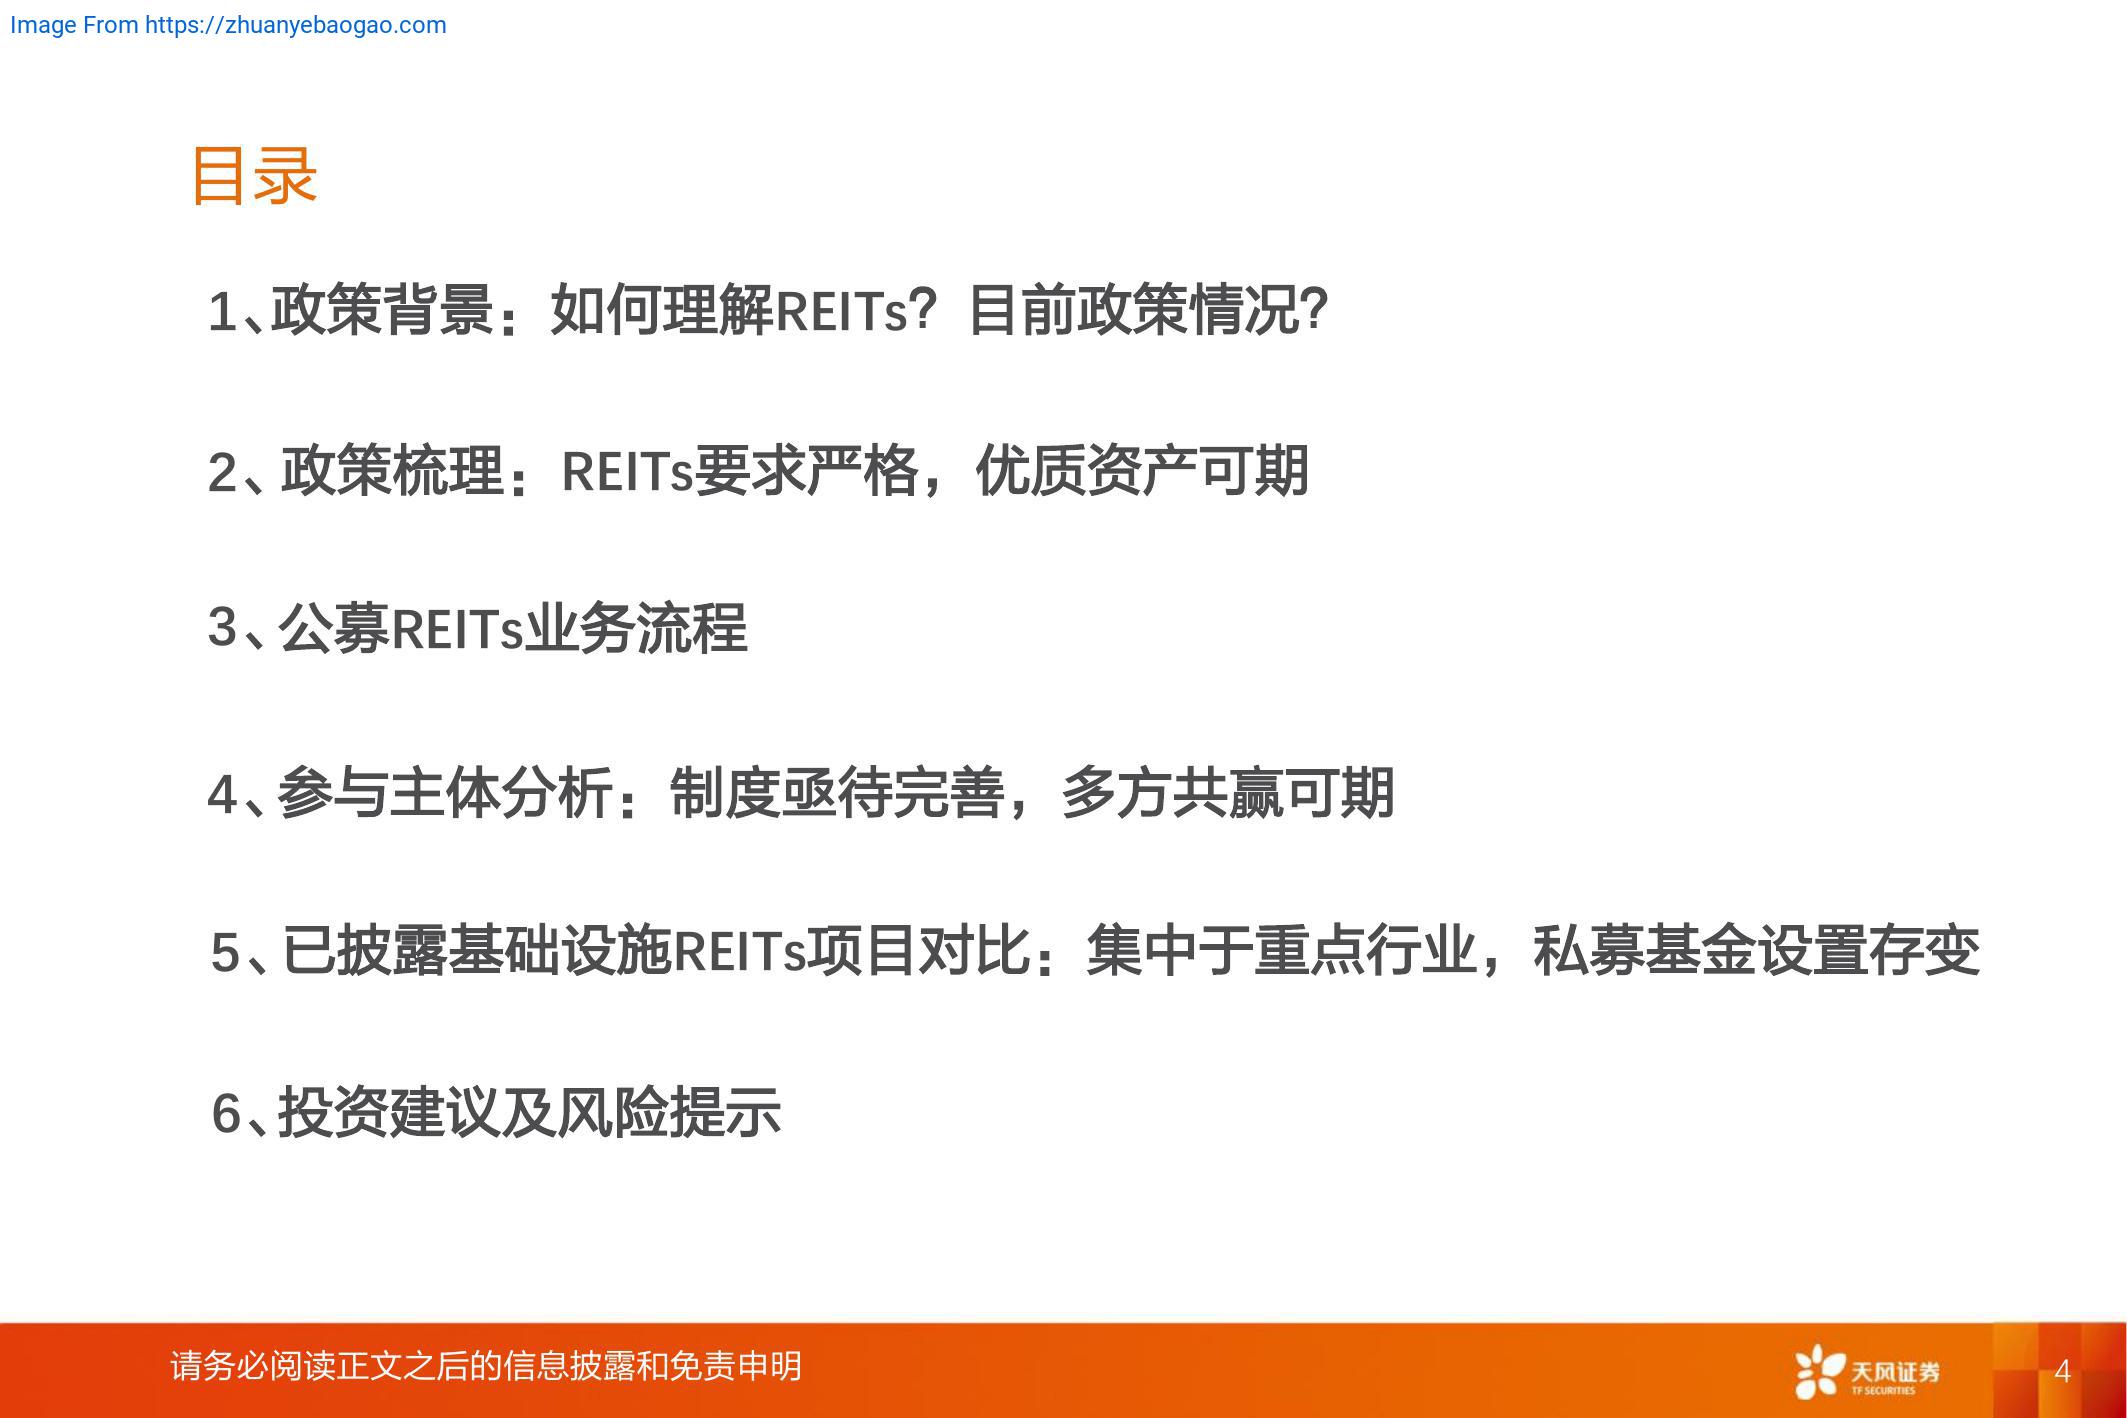 Image From https://zhuanyebaogao.com
目录
1、政策背景：如何理解REITs？目前政策情况？
2、政策梳理：REITs要求严格，优质资产可期
3、公募REITs业务流程
4、参与主体分析：制度亟待完善，多方共赢可期
5、已披露基础设施REITs项目对比：集中于重点行业，私募基金设置存变
6、投资建议及风险提示
请务必阅读正文之后的信息披露和免责申明
天风证券
TF SECURITIES
4